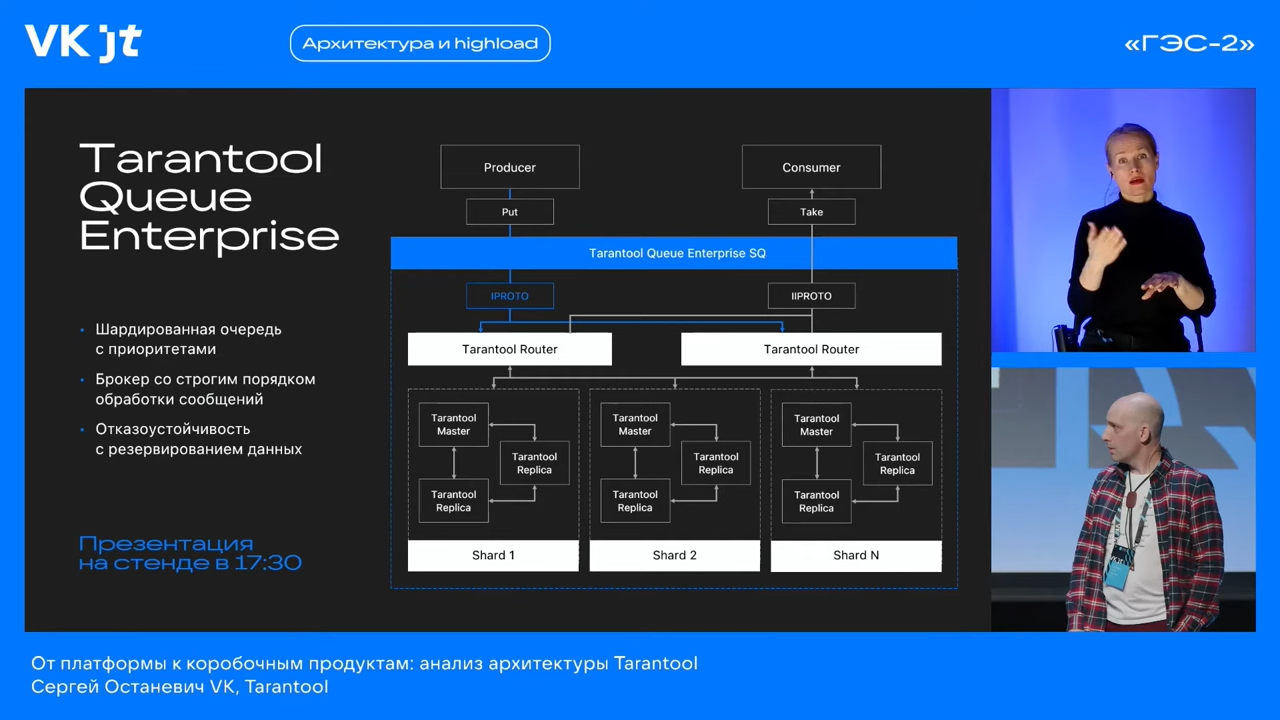 VK jt
Архитектура и highload
«ГЭС-2»
Tarantool
Queue
Enterprise
• Шардированная очередь
с приоритетами
• Брокер со строгим порядком
обработки сообщений
• Отказоустойчивость
с резервированием данных
Презентация
на стенде в 17:30
Producer
Consumer
Put
Take
Tarantool Queue Enterprise SQ
IPROTO
IIPROTO
Tarantool Router
Tarantool Router
Tarantool
Master
Tarantool
Replica
Tarantool
Replica
Shard 1
Tarantool
Master
Tarantool
Replica
Tarantool
Replica
Shard 2
Tarantool
Master
Tarantool
Replica
Tarantool
Replica
Shard N
От платформы к коробочным продуктам: анализ архитектуры Tarantool
Сергей Останевич VK, Tarantool